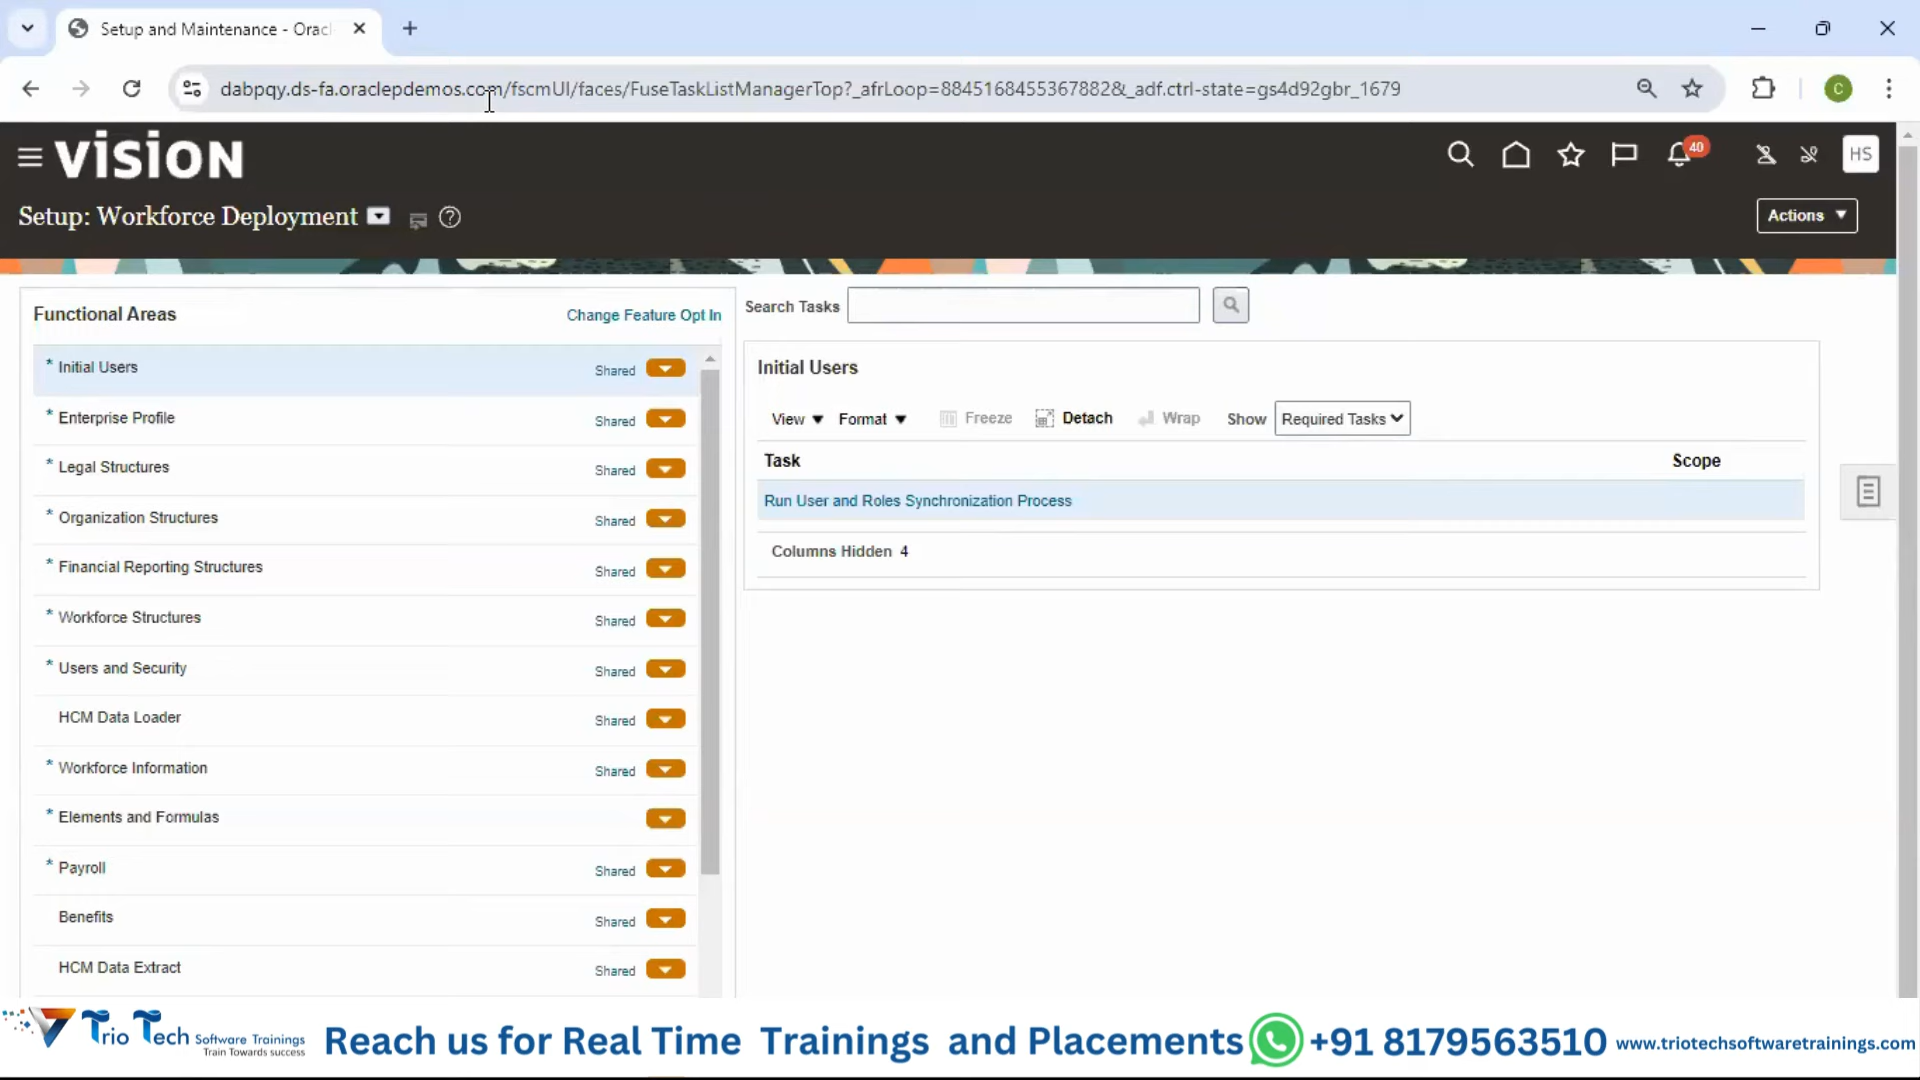 Setup and Maintenance - Orac
dabpqy.ds-fa.oraclepdemos.com/fscmUI/faces/FuseTaskListManagerTop?_afrLoop=8845168455367882&_adf.ctrl-state=gs4d92gbr_1679
C
VISION
40
HS
Setup: Workforce Deployment
Actions
Functional Areas
Change Feature Opt In
* Initial Users Shared
* Enterprise Profile Shared
* Legal Structures Shared
* Organization Structures Shared
* Financial Reporting Structures Shared
* Workforce Structures Shared
* Users and Security Shared
HCM Data Loader Shared
* Workforce Information Shared
* Elements and Formulas
* Payroll Shared
Benefits Shared
HCM Data Extract Shared
Search Tasks
Initial Users
View Format Freeze Detach Wrap Show Required Tasks
Task Scope
Run User and Roles Synchronization Process
Columns Hidden 4
Trio Tech Software Trainings
Train Towards success
Reach us for Real Time Trainings and Placements +91 8179563510 www.triotechsoftwaretrainings.com